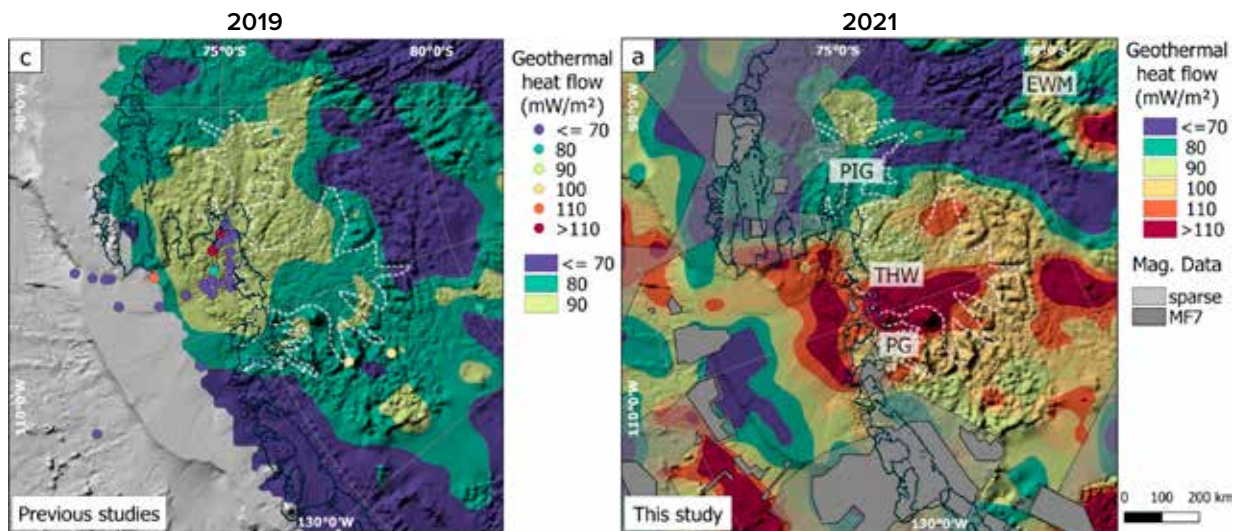 2019
c
75°0'S
80°0'S
90°0'W
110°0'W
130°0'W
Previous studies
Geothermal
heat flow
(mW/m²)
<= 70
80
90
100
110
>110
<= 70
80
90
2021
a
75°0'S
80°0'S
90°0'W
110°0'W
130°0'W
EWM
PIG
THW
PG
This study
Geothermal
heat flow
(mW/m²)
<=70
80
90
100
110
>110
Mag. Data
sparse
MF7
0 100 200 km